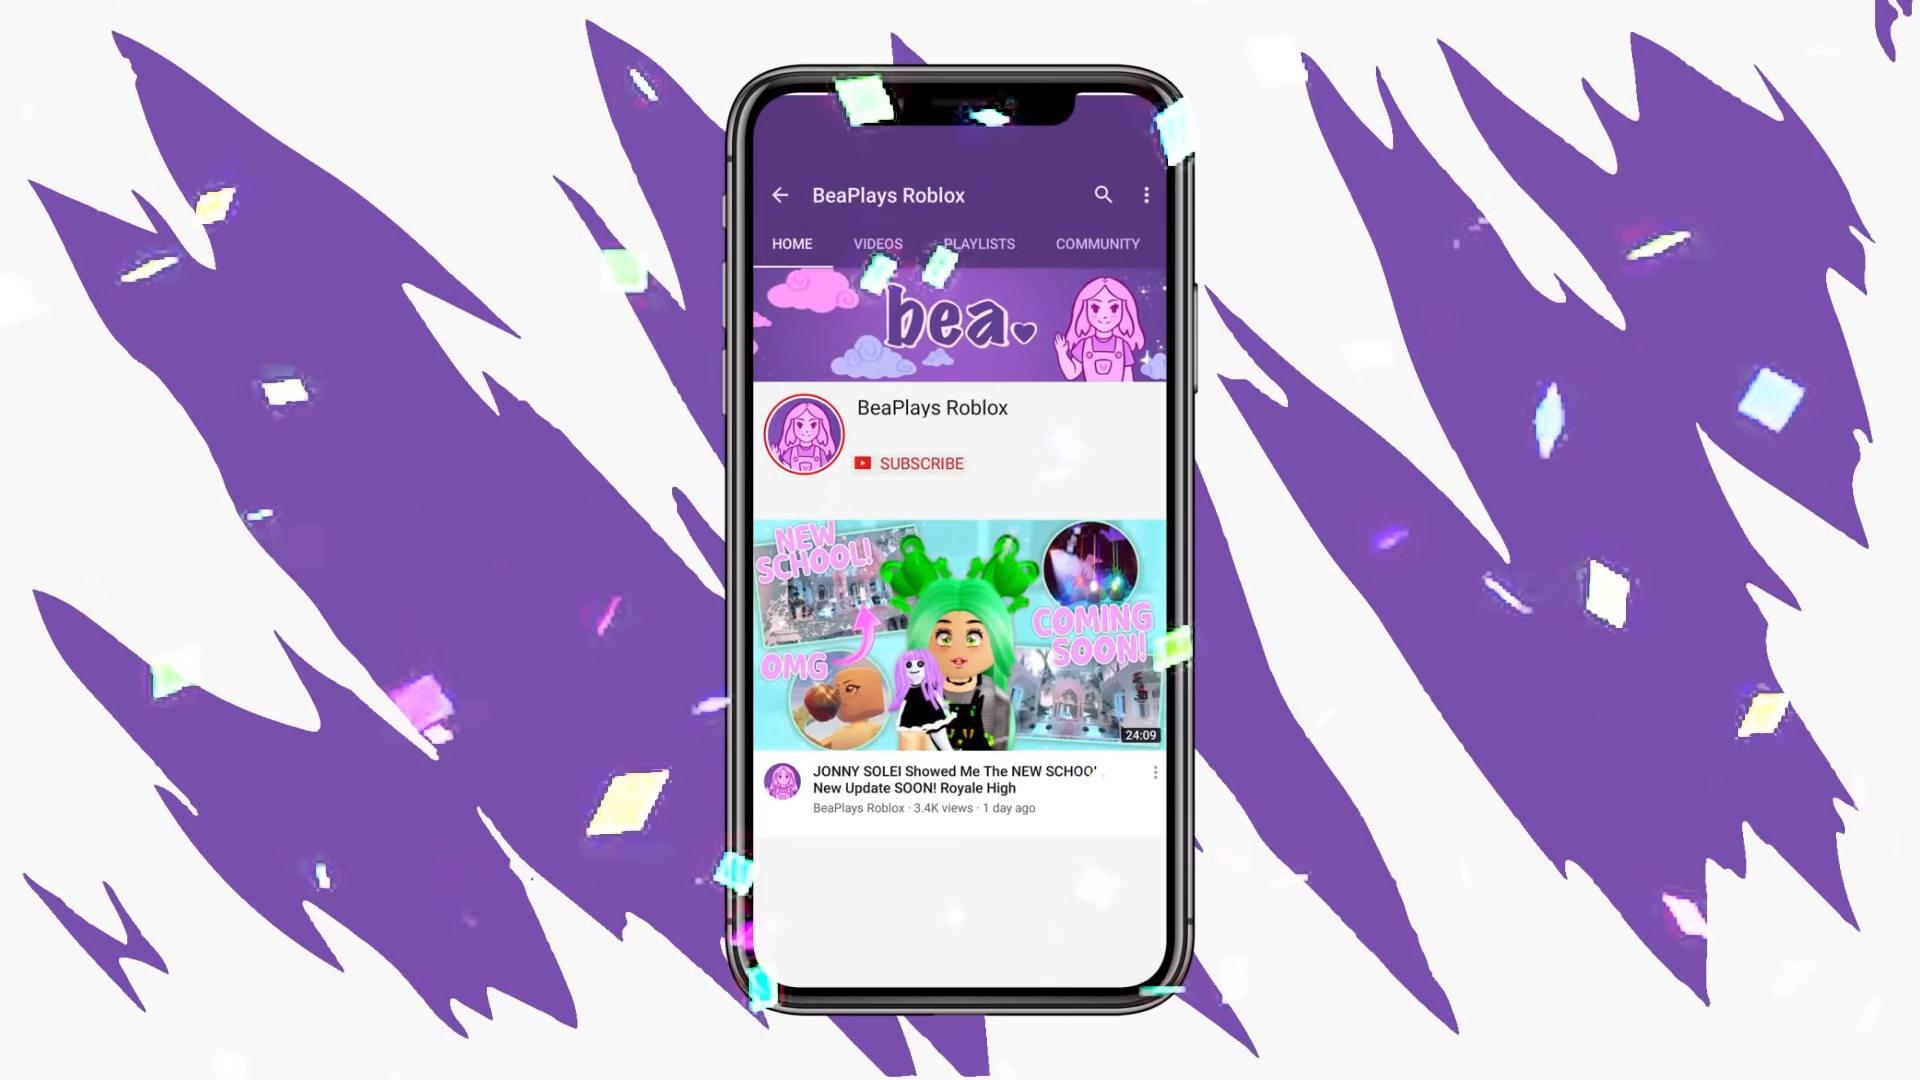 BeaPlays Roblox
HOME VIDEOS PLAYLISTS COMMUNITY
bea
BeaPlays Roblox
SUBSCRIBE
NEW
SCHOOL!
COMING
SOON!
OMG
24:09
JONNY SOLEI Showed Me The NEW SCHOOL
New Update SOON! Royale High
BeaPlays Roblox · 3.4K views · 1 day ago